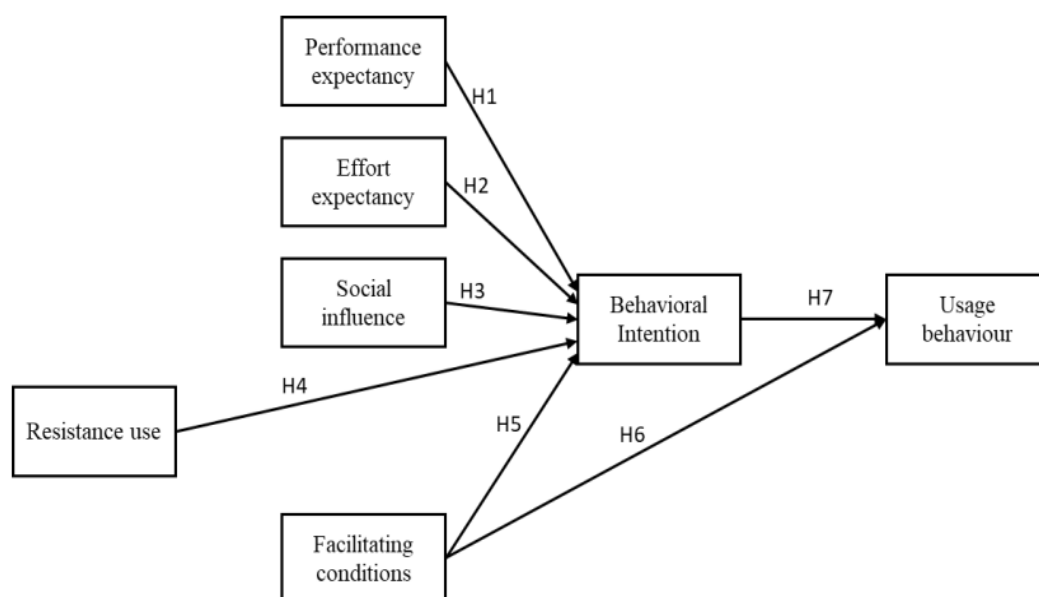 Performance
expectancy
H1
Effort
expectancy
H2
Social
influence
H3
Behavioral
Intention
H7
Usage
behaviour
H4
Resistance use
H5
H6
Facilitating
conditions